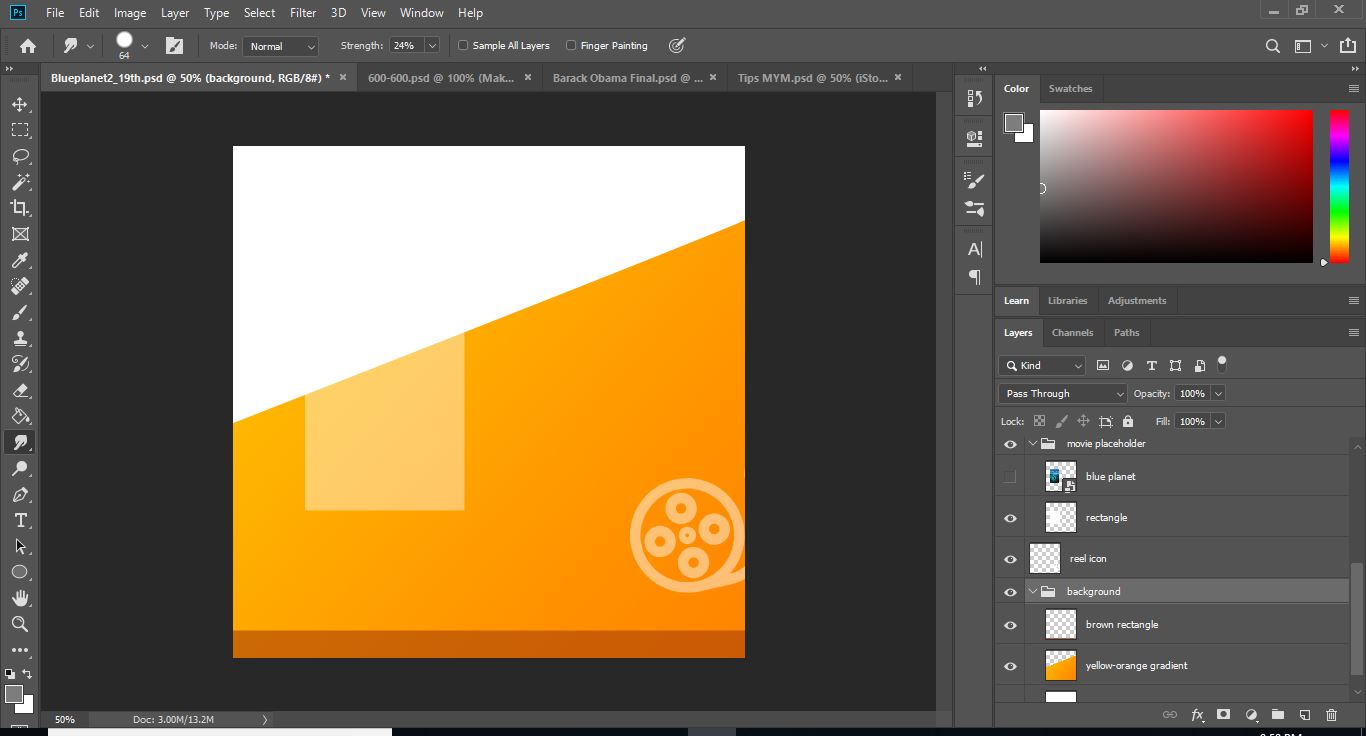 Ps File Edit Image Layer Type Select Filter 3D View Window Help
64 Mode: Normal Strength: 24% Sample All Layers Finger Painting
Blueplanet2_19th.psd @ 50% (background, RGB/8#) * × 600-600.psd @ 100% (Mak... × Barack Obama Final.psd @ ... × Tips MYM.psd @ 50% (iSto... ×
Color Swatches
Learn Libraries Adjustments
Layers Channels Paths
Kind
Pass Through Opacity: 100%
Lock: Fill: 100%
movie placeholder
blue planet
rectangle
reel icon
background
brown rectangle
yellow-orange gradient
50% Doc: 3.00M/13.2M